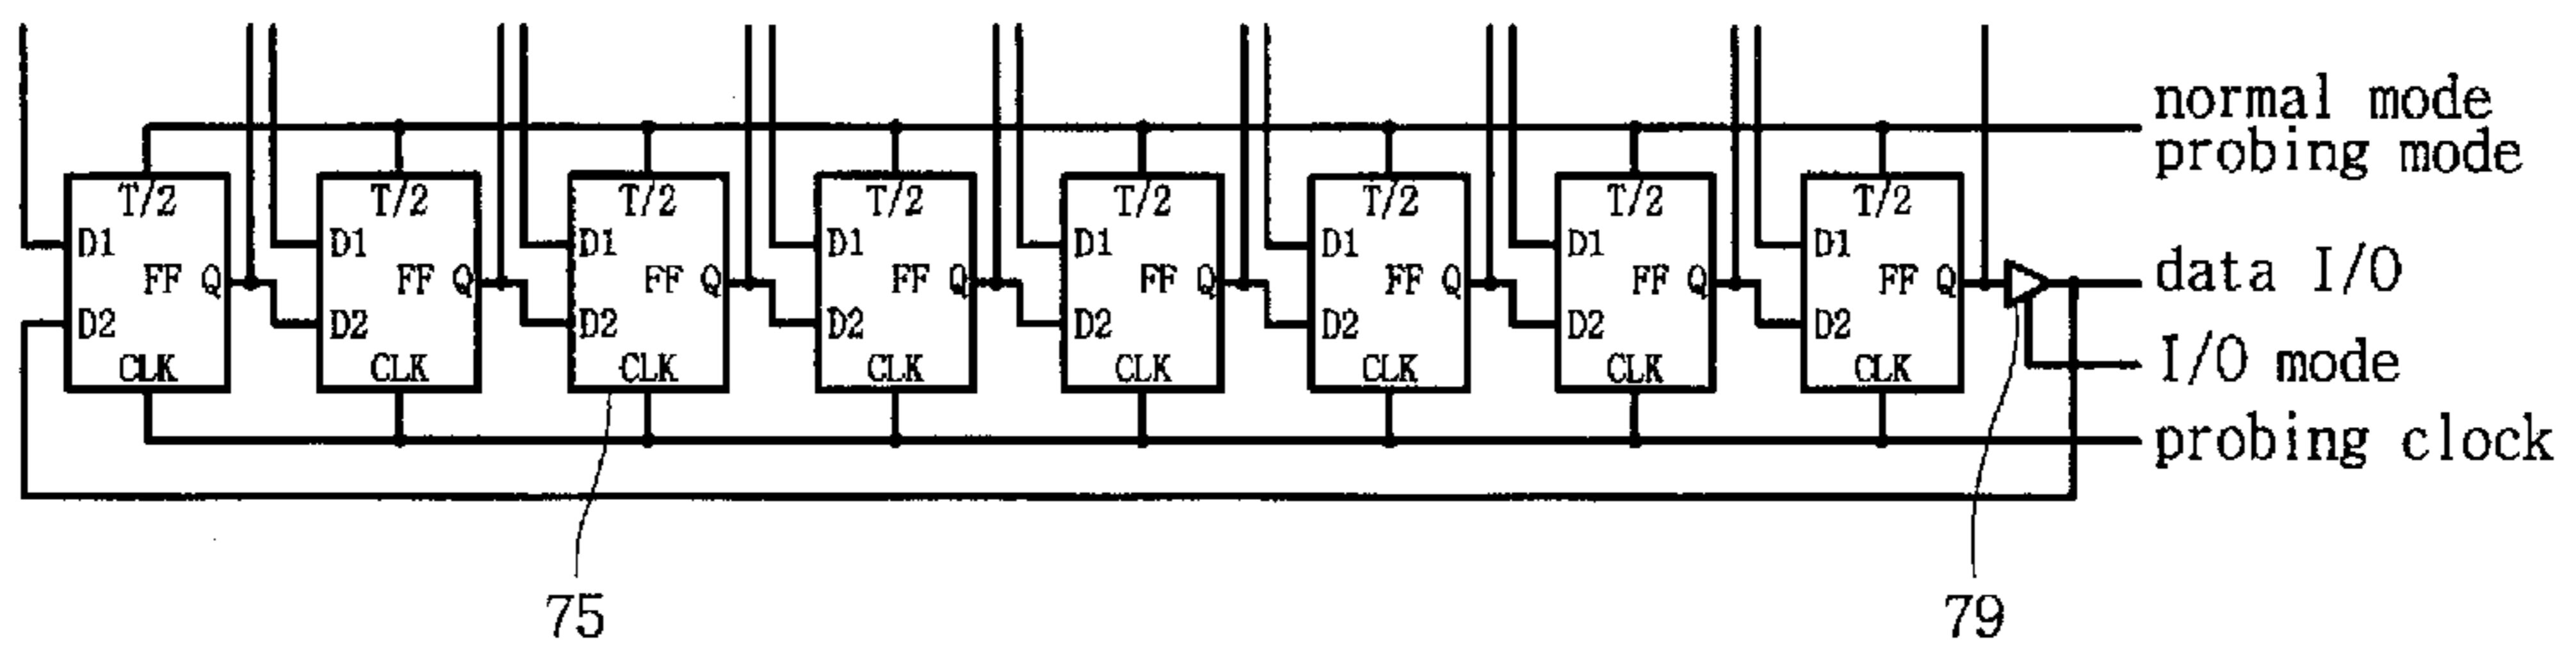 normal mode
probing mode
T/2 T/2 T/2 T/2 T/2 T/2 T/2 T/2
D1 D1 D1 D1 D1 D1 D1 D1
FF Q FF Q FF Q FF Q FF Q FF Q FF Q FF Q data I/O
D2 D2 D2 D2 D2 D2 D2 D2
CLK CLK CLK CLK CLK CLK CLK CLK I/O mode
probing clock
75 79